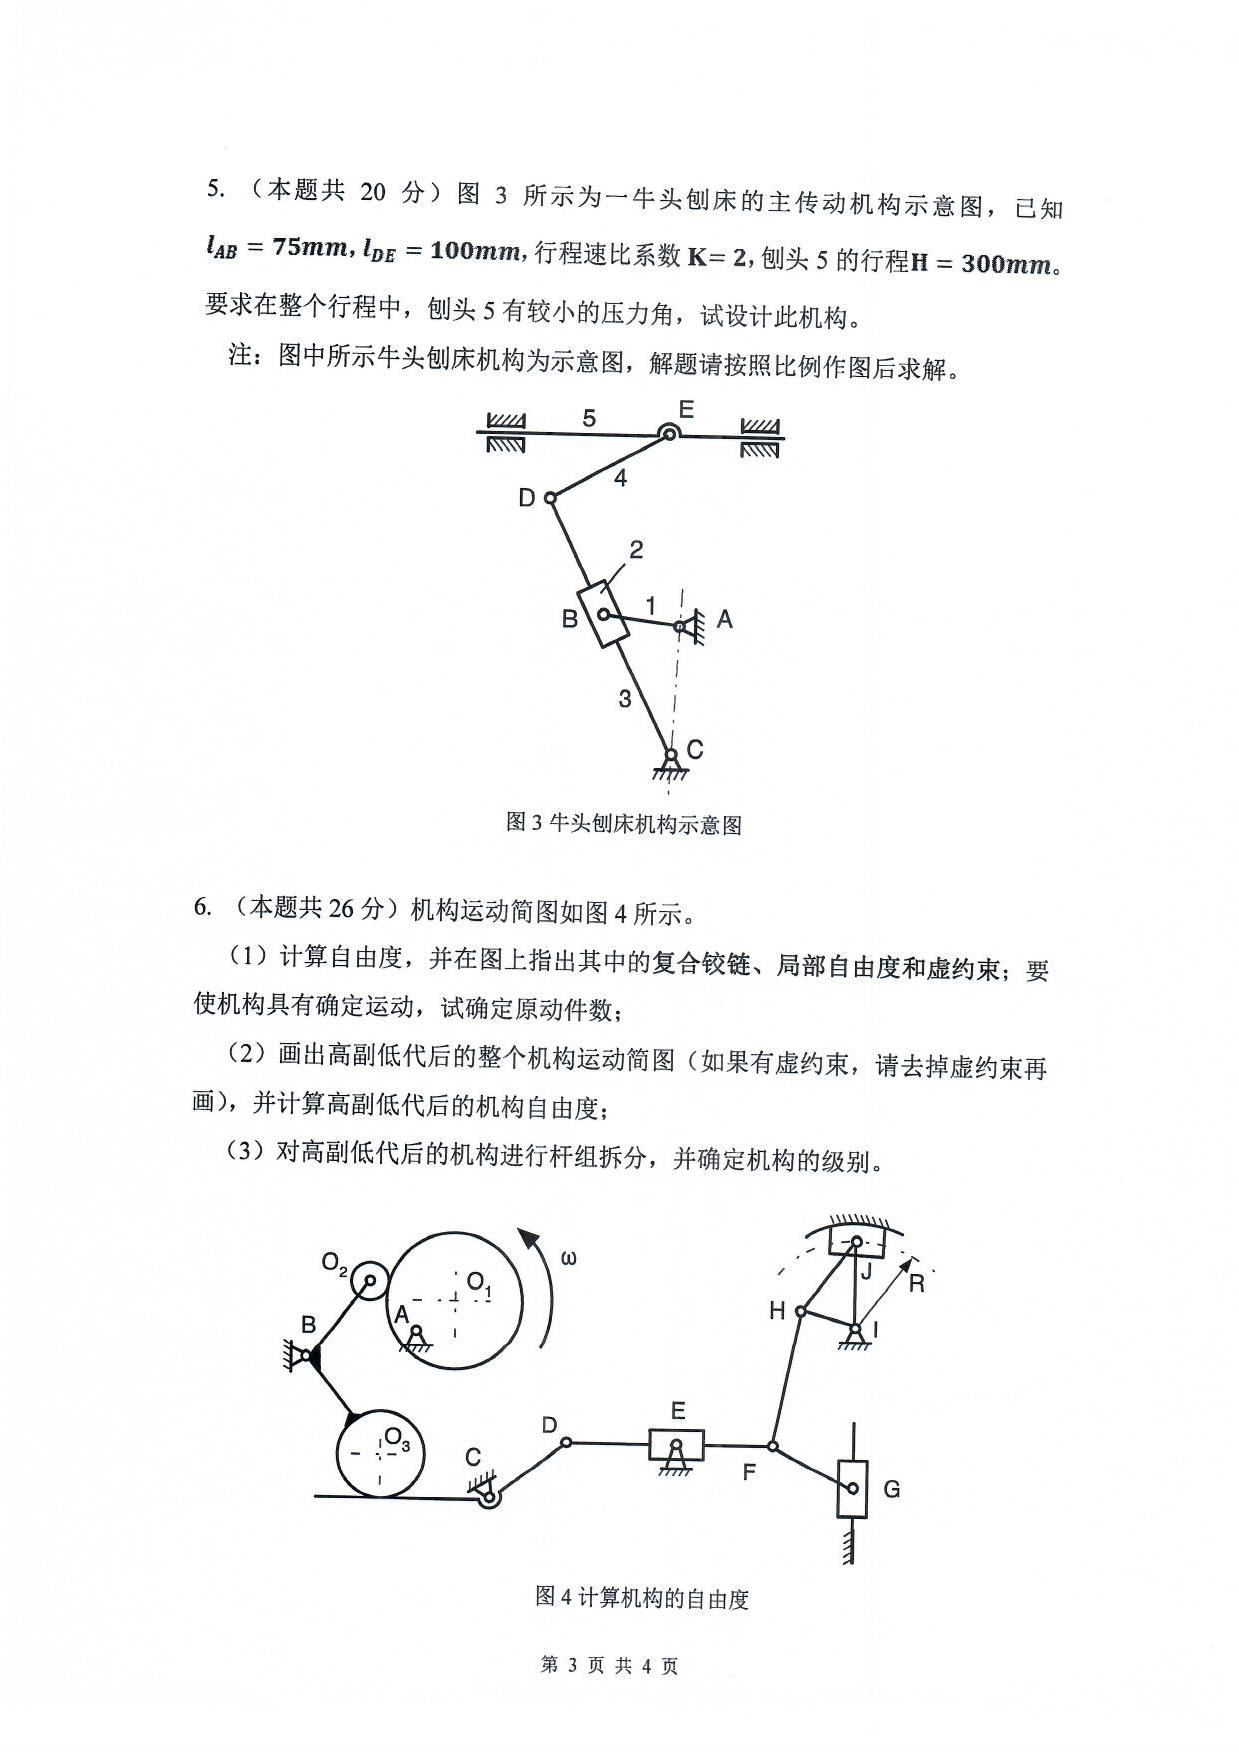 5. （本题共 20 分）图 3 所示为一牛头刨床的主传动机构示意图，已知
l_AB = 75mm, l_DE = 100mm, 行程速比系数 K= 2, 刨头 5 的行程H = 300mm。
要求在整个行程中，刨头 5 有较小的压力角，试设计此机构。
注：图中所示牛头刨床机构为示意图，解题请按照比例作图后求解。
5
E
4
D
2
B
1
A
3
C
图 3 牛头刨床机构示意图
6. （本题共 26 分）机构运动简图如图 4 所示。
（1）计算自由度，并在图上指出其中的复合铰链、局部自由度和虚约束；要
使机构具有确定运动，试确定原动件数；
（2）画出高副低代后的整个机构运动简图（如果有虚约束，请去掉虚约束再
画），并计算高副低代后的机构自由度；
（3）对高副低代后的机构进行杆组拆分，并确定机构的级别。
O₂
O₁
ω
A
B
J
R
H
I
O₃
C
D
E
F
G
图 4 计算机构的自由度
第 3 页 共 4 页